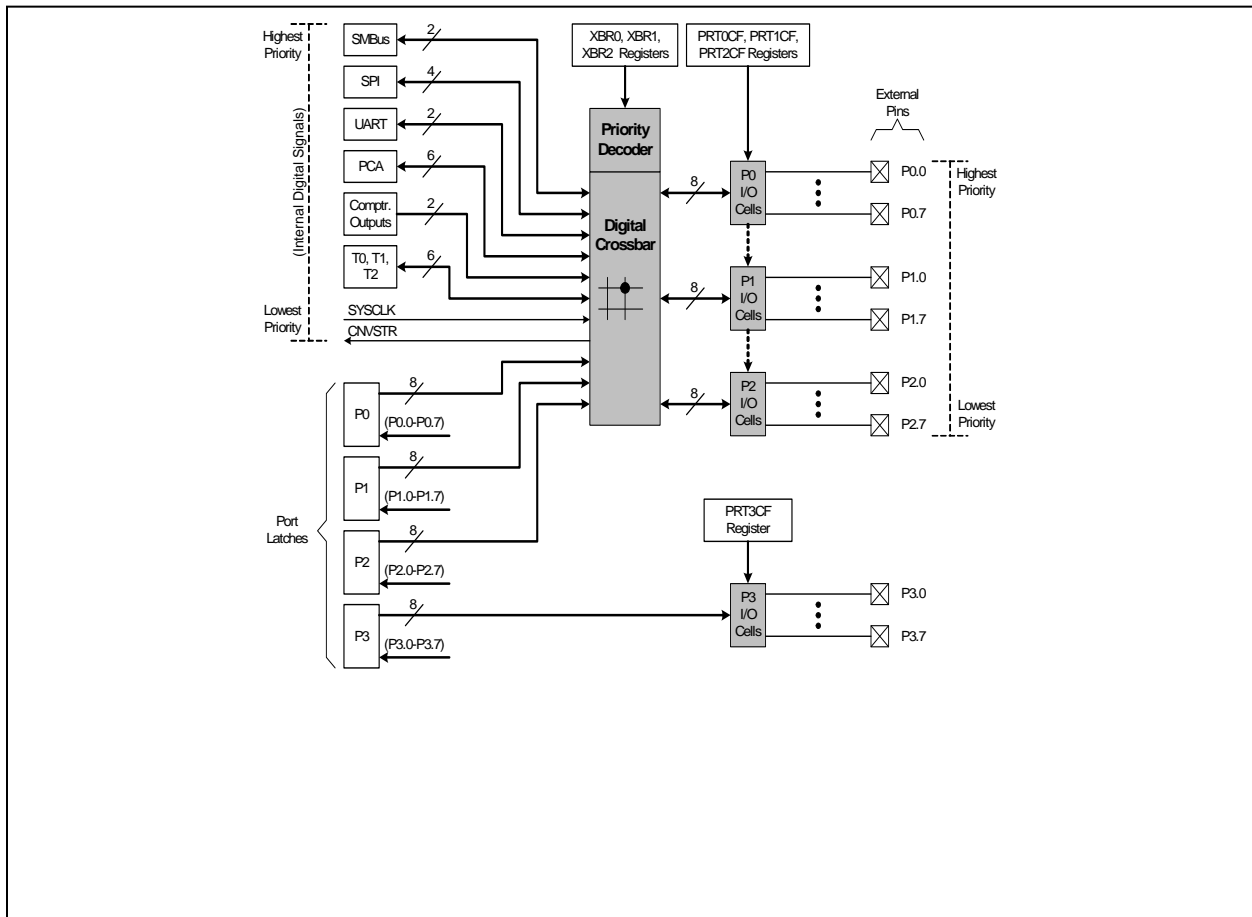 Highest
Priority
(Internal Digital Signals)
Lowest
Priority
SMBus
2
SPI
4
UART
2
PCA
6
Comptr.
Outputs
2
T0, T1,
T2
6
SYSCLK
CNVSTR
XBR0, XBR1,
XBR2 Registers
PRT0CF, PRT1CF,
PRT2CF Registers
Priority
Decoder
Digital
Crossbar
8
P0
I/O
Cells
8
P1
I/O
Cells
8
P2
I/O
Cells
External
Pins
P0.0
P0.7
P1.0
P1.7
P2.0
P2.7
Highest
Priority
Lowest
Priority
Port
Latches
P0
8
(P0.0-P0.7)
P1
8
(P1.0-P1.7)
P2
8
(P2.0-P2.7)
P3
8
(P3.0-P3.7)
PRT3CF
Register
P3
I/O
Cells
P3.0
P3.7